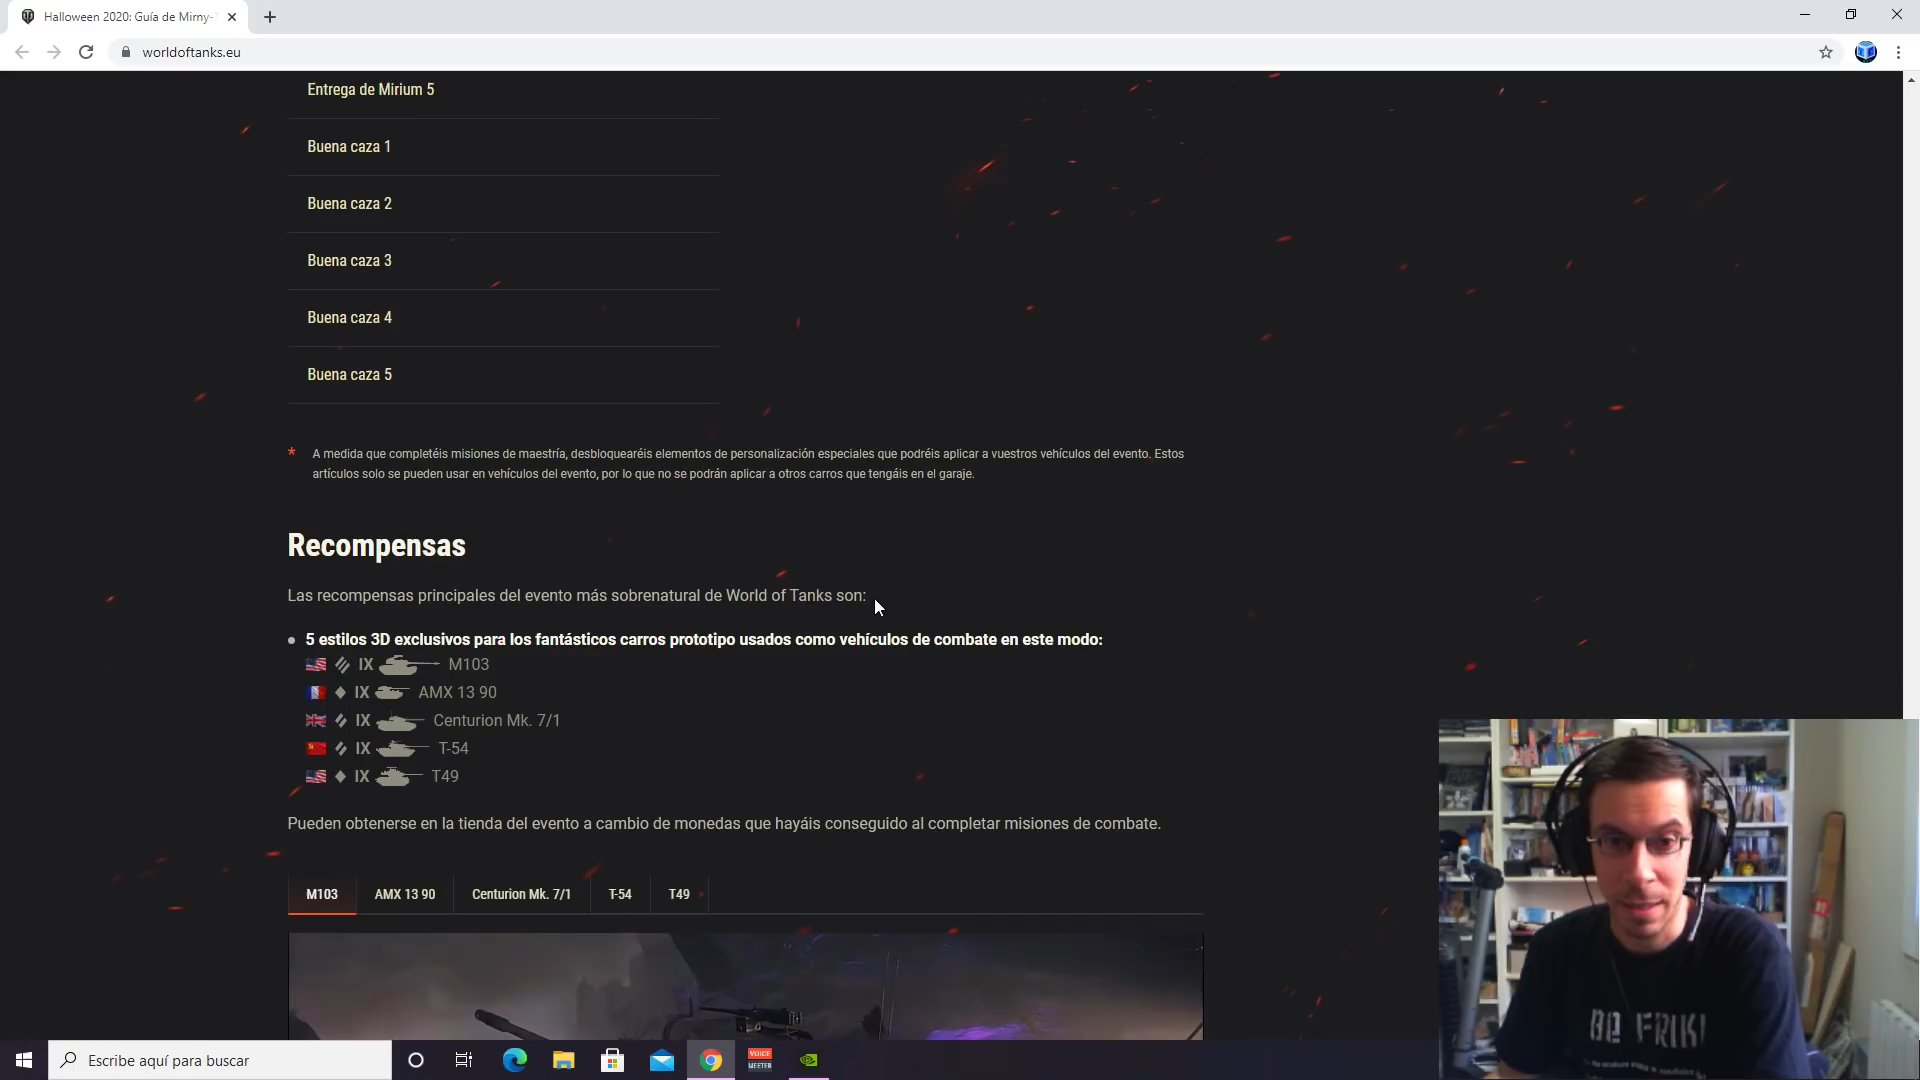 Halloween 2020: Guía de Mirny-
worldoftanks.eu
Entrega de Mirium 5
Buena caza 1
Buena caza 2
Buena caza 3
Buena caza 4
Buena caza 5
* A medida que completéis misiones de maestría, desbloquearéis elementos de personalización especiales que podréis aplicar a vuestros vehículos del evento. Estos
artículos solo se pueden usar en vehículos del evento, por lo que no se podrán aplicar a otros carros que tengáis en el garaje.
Recompensas
Las recompensas principales del evento más sobrenatural de World of Tanks son:
5 estilos 3D exclusivos para los fantásticos carros prototipo usados como vehículos de combate en este modo:
IX M103
IX AMX 13 90
IX Centurion Mk. 7/1
IX T-54
IX T49
Pueden obtenerse en la tienda del evento a cambio de monedas que hayáis conseguido al completar misiones de combate.
M103 AMX 13 90 Centurion Mk. 7/1 T-54 T49
BE FRIKI
Escribe aquí para buscar
VOICE
MEETER